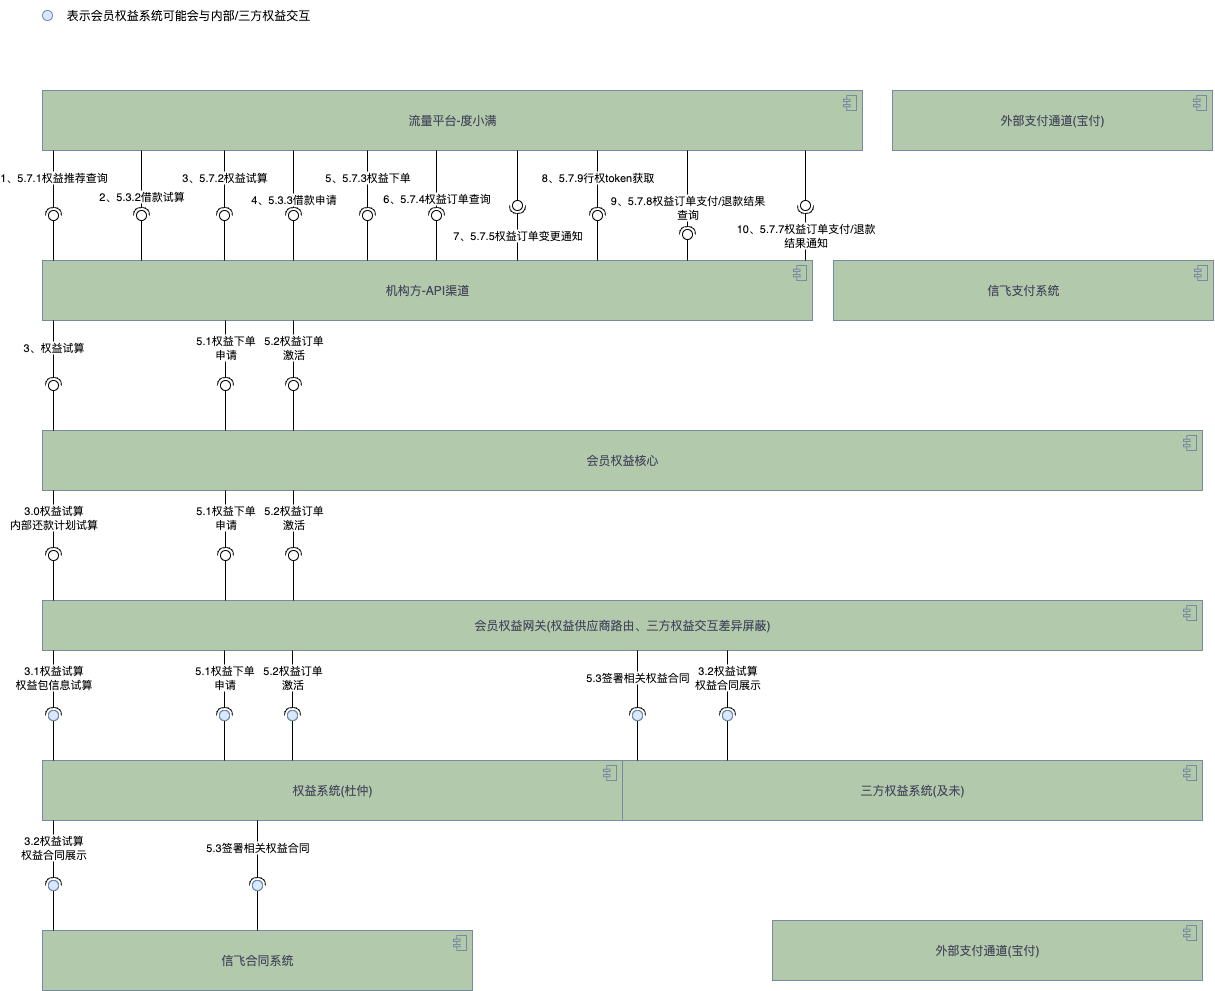 表示会员权益系统可能会与内部/三方权益交互
流量平台-度小满
外部支付通道(宝付)
1、5.7.1权益推荐查询
2、5.3.2借款试算
3、5.7.2权益试算
4、5.3.3借款申请
5、5.7.3权益下单
6、5.7.4权益订单查询
7、5.7.5权益订单变更通知
8、5.7.9行权token获取
9、5.7.8权益订单支付/退款结果
查询
10、5.7.7权益订单支付/退款
结果通知
机构方-API渠道
信飞支付系统
3、权益试算
5.1权益下单
申请
5.2权益订单
激活
会员权益核心
3.0权益试算
内部还款计划试算
5.1权益下单
申请
5.2权益订单
激活
会员权益网关(权益供应商路由、三方权益交互差异屏蔽)
3.1权益试算
权益包信息试算
5.1权益下单
申请
5.2权益订单
激活
5.3签署相关权益合同
3.2权益试算
权益合同展示
权益系统(杜仲)
三方权益系统(及未)
3.2权益试算
权益合同展示
5.3签署相关权益合同
信飞合同系统
外部支付通道(宝付)